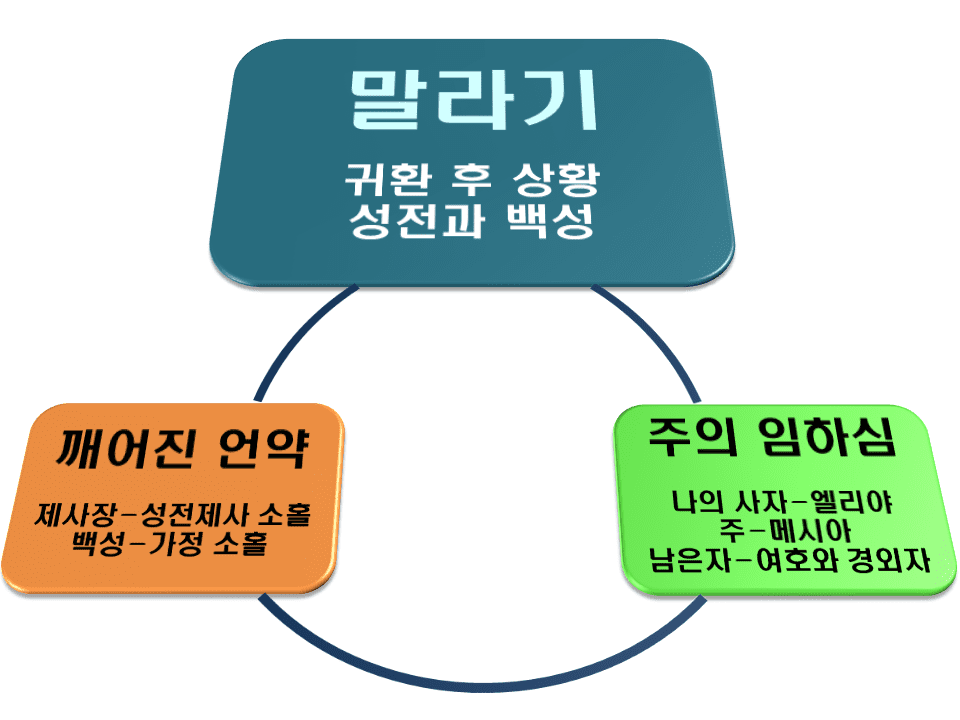 말라기
귀환 후 상황
성전과 백성
깨어진 언약
제사장-성전제사 소홀
백성-가정 소홀
주의 임하심
나의 사자-엘리야
주-메시아
남은자-여호와 경외자